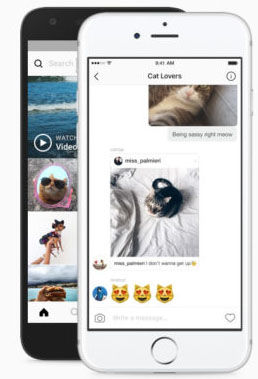 Search
WATCH
Video
9:41 AM
Cat Lovers
Being sassy right meow
miss_palmieri
miss_palmieri I don't wanna get up
Write a message...